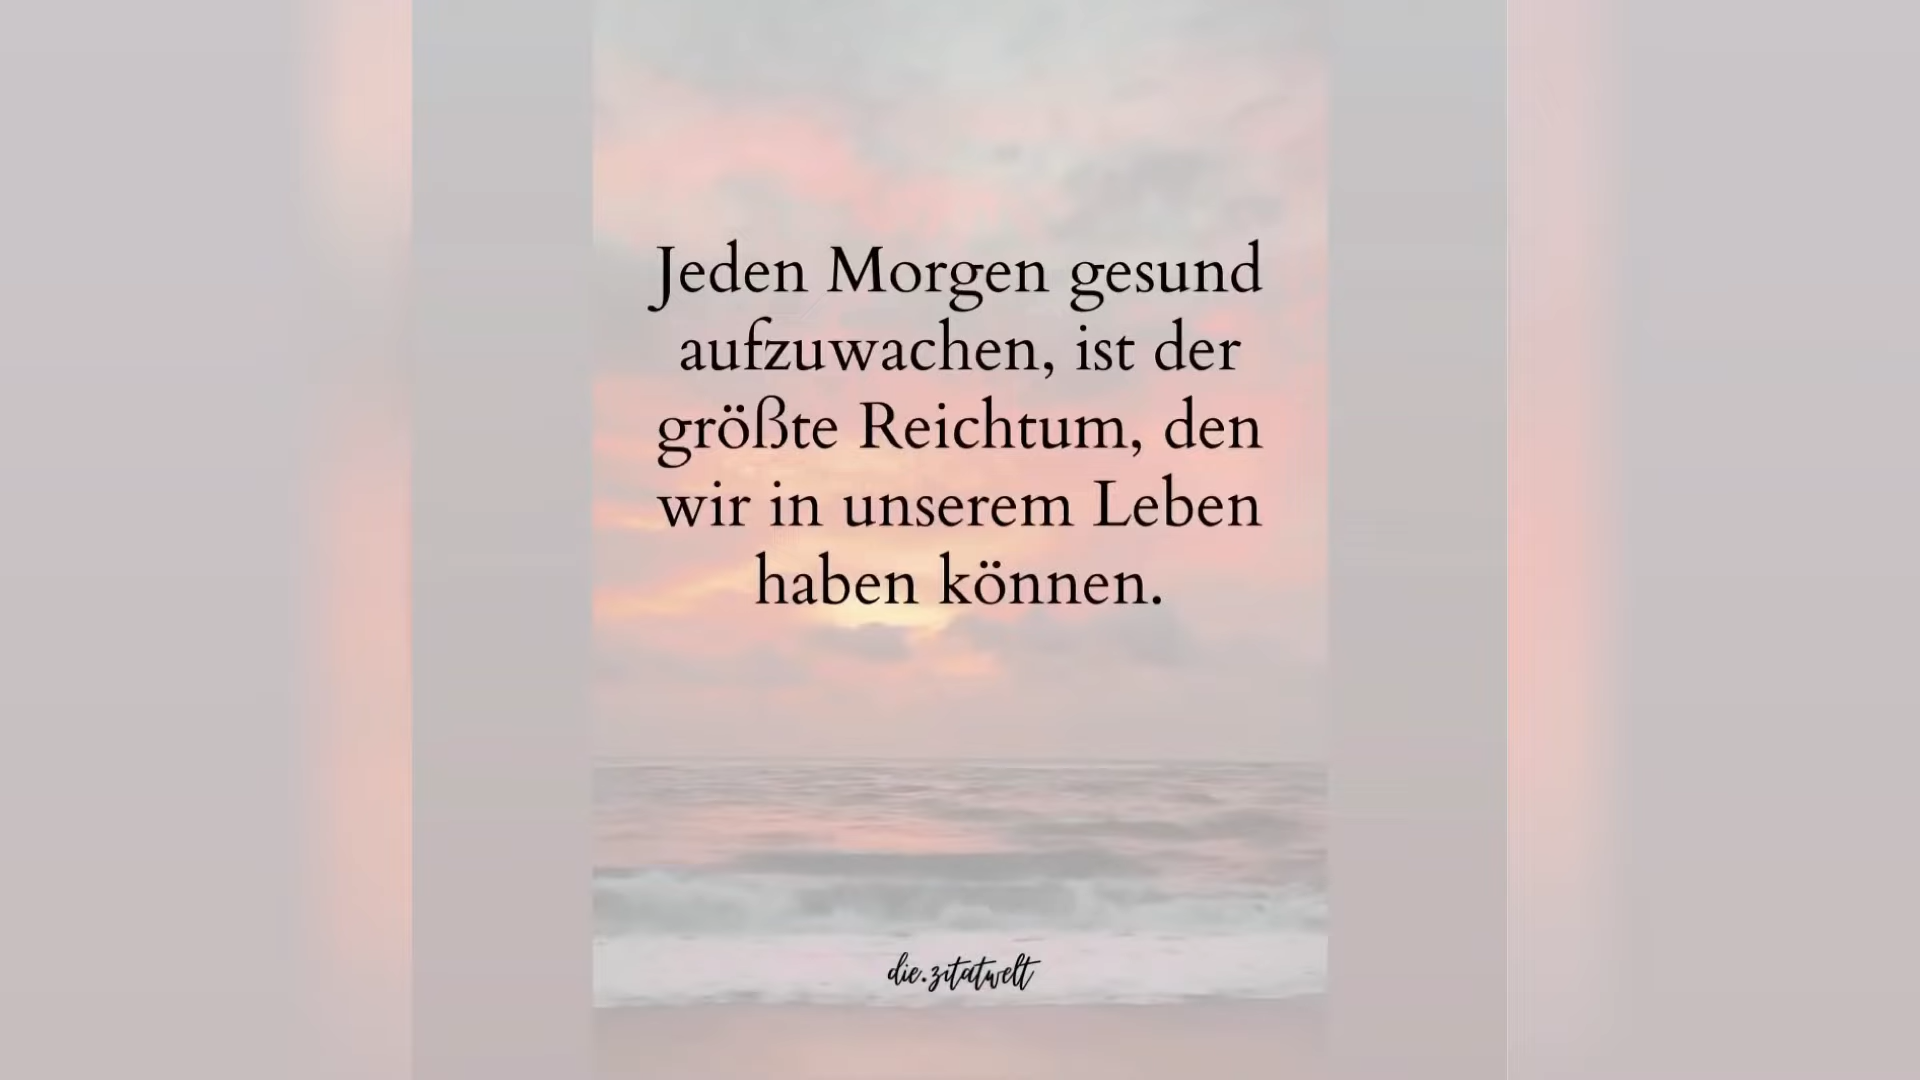 Jeden Morgen gesund
aufzuwachen, ist der
größte Reichtum, den
wir in unserem Leben
haben können.
die.zitatwelt